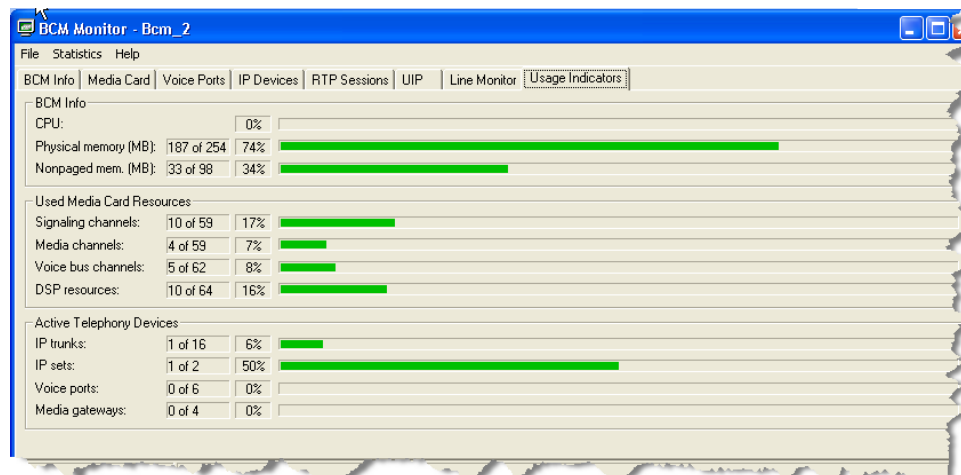 BCM Monitor - Bcm_2
File Statistics Help
BCM Info Media Card Voice Ports IP Devices RTP Sessions UIP Line Monitor Usage Indicators
BCM Info
CPU: 0%
Physical memory (MB): 187 of 254 74%
Nonpaged mem. (MB): 33 of 98 34%
Used Media Card Resources
Signaling channels: 10 of 59 17%
Media channels: 4 of 59 7%
Voice bus channels: 5 of 62 8%
DSP resources: 10 of 64 16%
Active Telephony Devices
IP trunks: 1 of 16 6%
IP sets: 1 of 2 50%
Voice ports: 0 of 6 0%
Media gateways: 0 of 4 0%